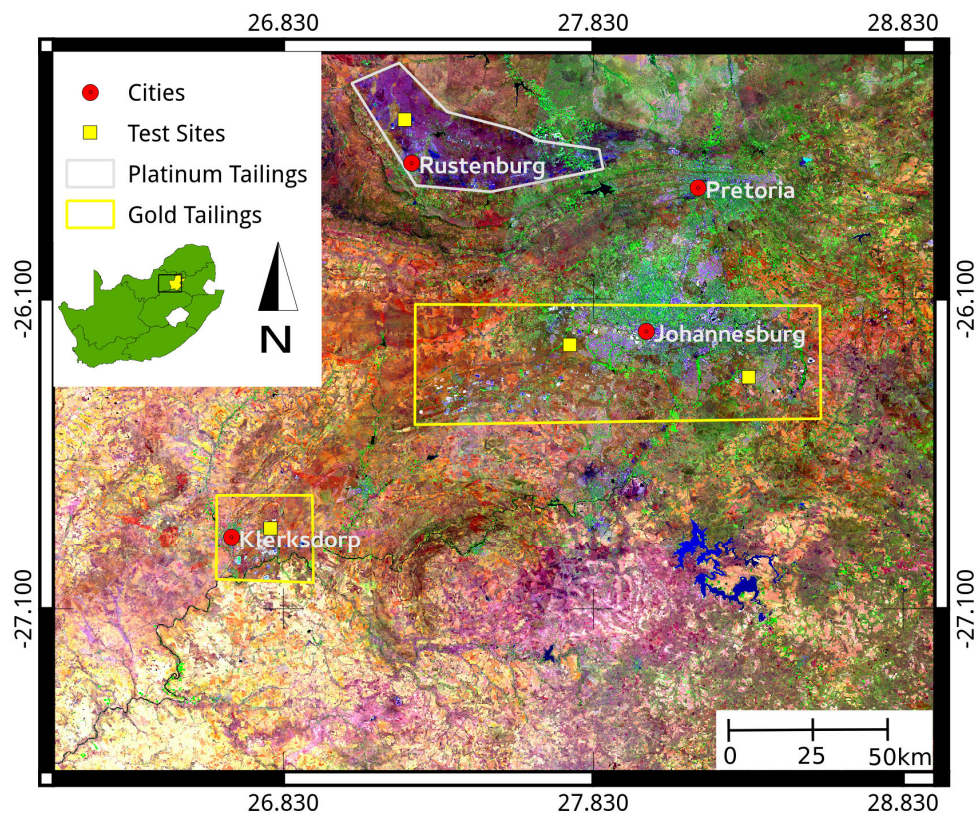 26.830 27.830 28.830
Cities
Test Sites
Platinum Tailings
Gold Tailings
N
Rustenburg
Pretoria
-26.100
-26.100
Johannesburg
Klerksdorp
-27.100
-27.100
0 25 50km
26.830 27.830 28.830